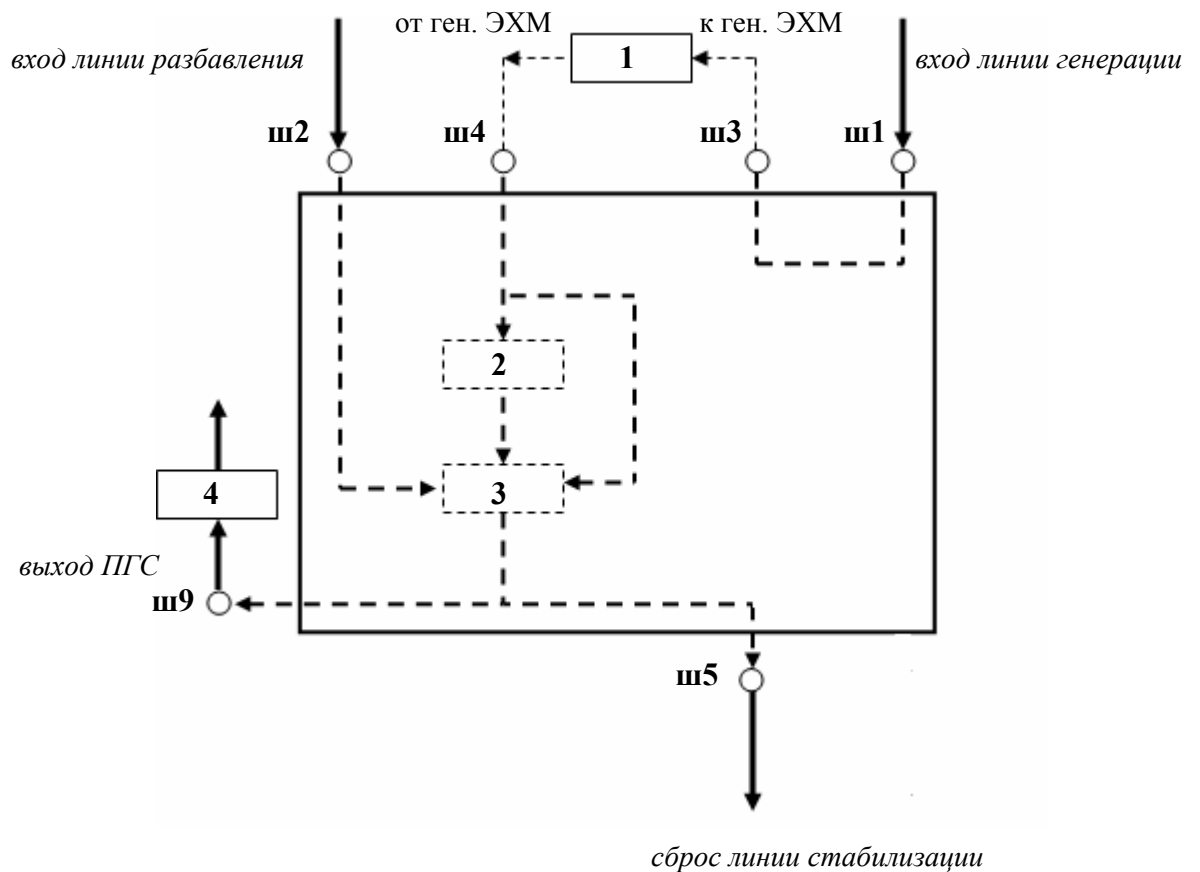 от ген. ЭХМ
к ген. ЭХМ
вход линии разбавления
1
вход линии генерации
ш2
ш4
ш3
ш1
2
3
4
выход ПГС
ш9
ш5
сброс линии стабилизации